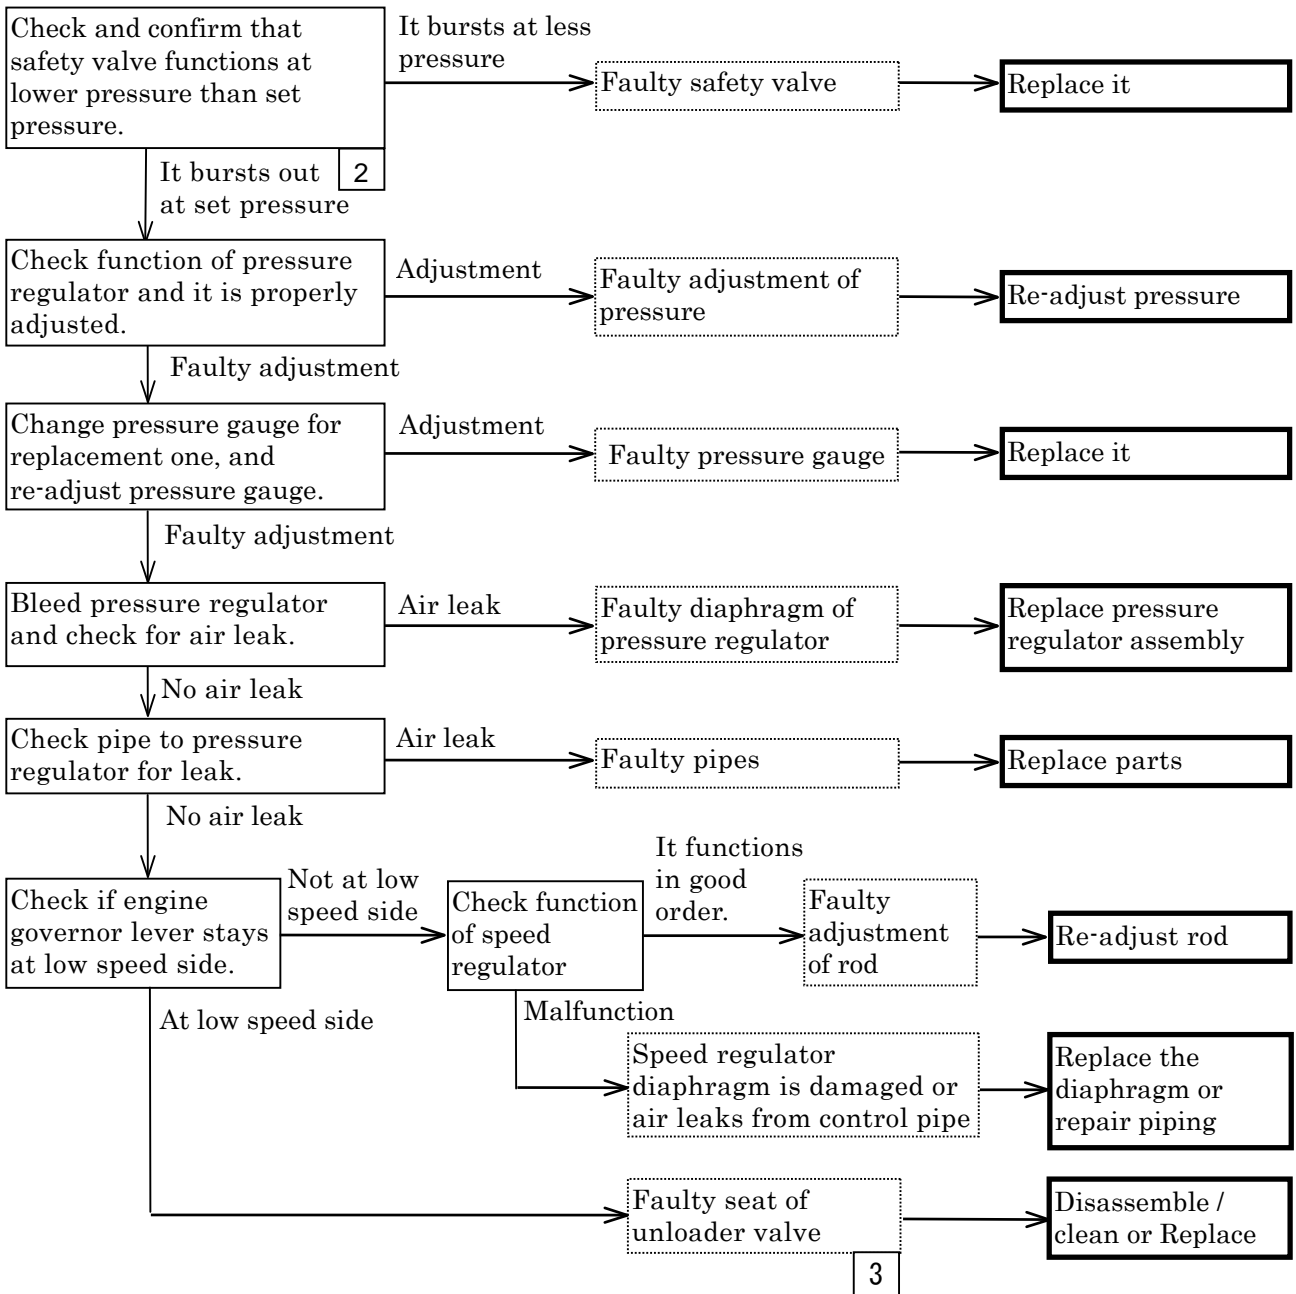 Check and confirm that
safety valve functions at
lower pressure than set
pressure.
2
It bursts at less
pressure
Faulty safety valve
Replace it
It bursts out
at set pressure
Check function of pressure
regulator and it is properly
adjusted.
Adjustment
Faulty adjustment of
pressure
Re-adjust pressure
Faulty adjustment
Change pressure gauge for
replacement one, and
re-adjust pressure gauge.
Adjustment
Faulty pressure gauge
Replace it
Faulty adjustment
Bleed pressure regulator
and check for air leak.
Air leak
Faulty diaphragm of
pressure regulator
Replace pressure
regulator assembly
No air leak
Check pipe to pressure
regulator for leak.
Air leak
Faulty pipes
Replace parts
No air leak
Check if engine
governor lever stays
at low speed side.
Not at low
speed side
Check function
of speed
regulator
It functions
in good
order.
Faulty
adjustment
of rod
Re-adjust rod
Malfunction
Speed regulator
diaphragm is damaged or
air leaks from control pipe
Replace the
diaphragm or
repair piping
At low speed side
Faulty seat of
unloader valve
3
Disassemble /
clean or Replace